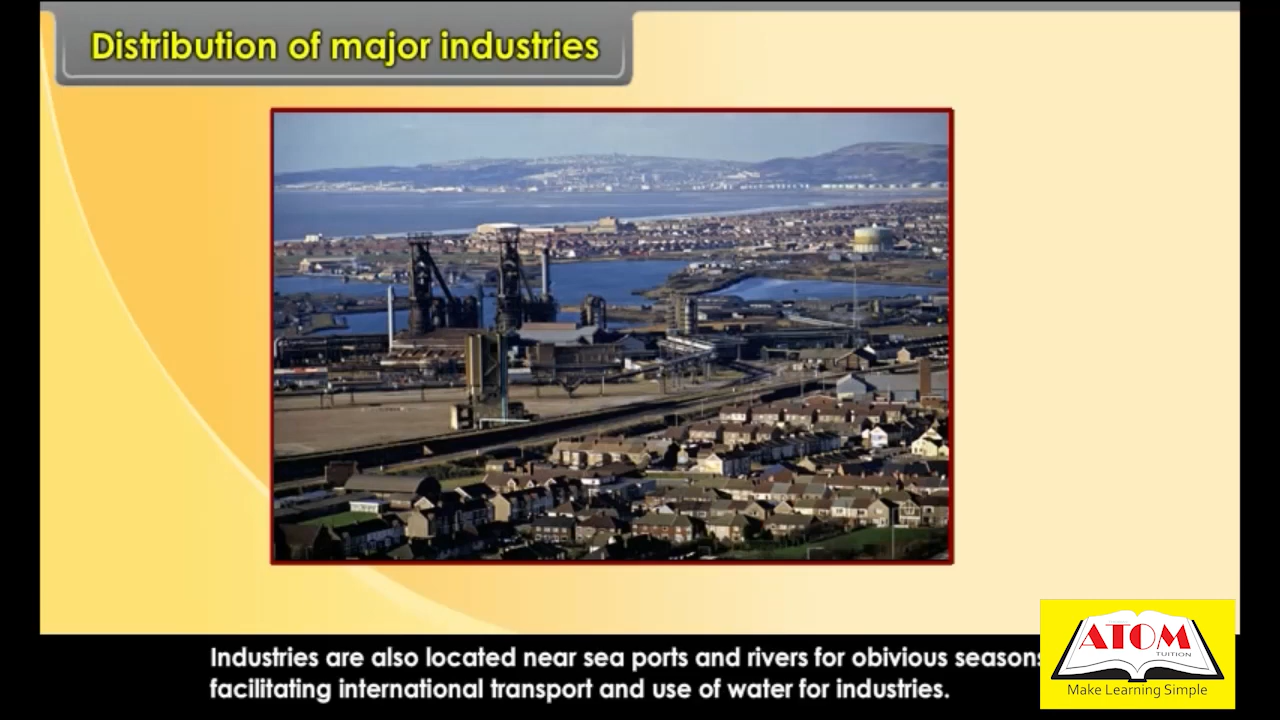 Distribution of major industries
Industries are also located near sea ports and rivers for obivious seasons
facilitating international transport and use of water for industries.
ATOM
TUITION
Make Learning Simple